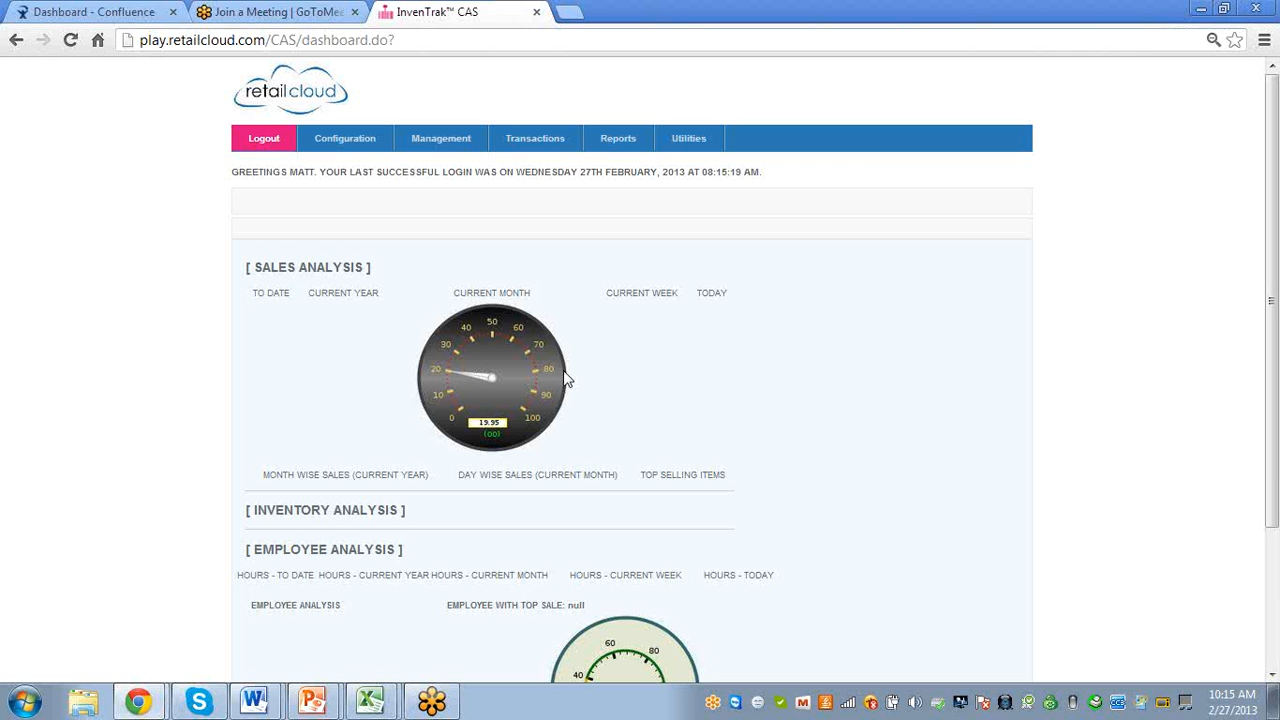 Dashboard - Confluence
Join a Meeting | GoToMee
InvenTrak™ CAS
play.retailcloud.com/CAS/dashboard.do?
retailcloud
Logout Configuration Management Transactions Reports Utilities
GREETINGS MATT. YOUR LAST SUCCESSFUL LOGIN WAS ON WEDNESDAY 27TH FEBRUARY, 2013 AT 08:15:19 AM.
[ SALES ANALYSIS ]
TO DATE CURRENT YEAR CURRENT MONTH CURRENT WEEK TODAY
0 10 20 30 40 50 60 70 80 90 100
19.95
(00)
MONTH WISE SALES (CURRENT YEAR) DAY WISE SALES (CURRENT MONTH) TOP SELLING ITEMS
[ INVENTORY ANALYSIS ]
[ EMPLOYEE ANALYSIS ]
HOURS - TO DATE HOURS - CURRENT YEAR HOURS - CURRENT MONTH HOURS - CURRENT WEEK HOURS - TODAY
EMPLOYEE ANALYSIS EMPLOYEE WITH TOP SALE: null
40 60 80
10:15 AM
2/27/2013